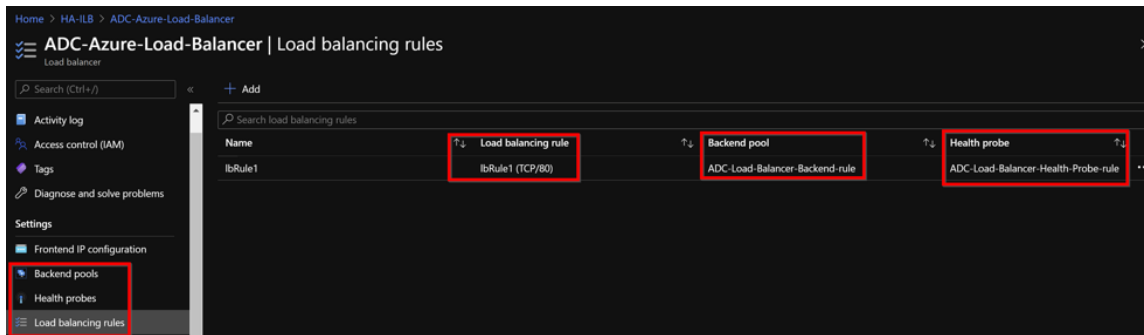 Home > HA-ILB > ADC-Azure-Load-Balancer
ADC-Azure-Load-Balancer | Load balancing rules
Load balancer
Search (Ctrl+/)
Activity log
Access control (IAM)
Tags
Diagnose and solve problems
Settings
Frontend IP configuration
Backend pools
Health probes
Load balancing rules
+ Add
Search load balancing rules
Name Load balancing rule Backend pool Health probe
lbRule1 lbRule1 (TCP/80) ADC-Load-Balancer-Backend-rule ADC-Load-Balancer-Health-Probe-rule